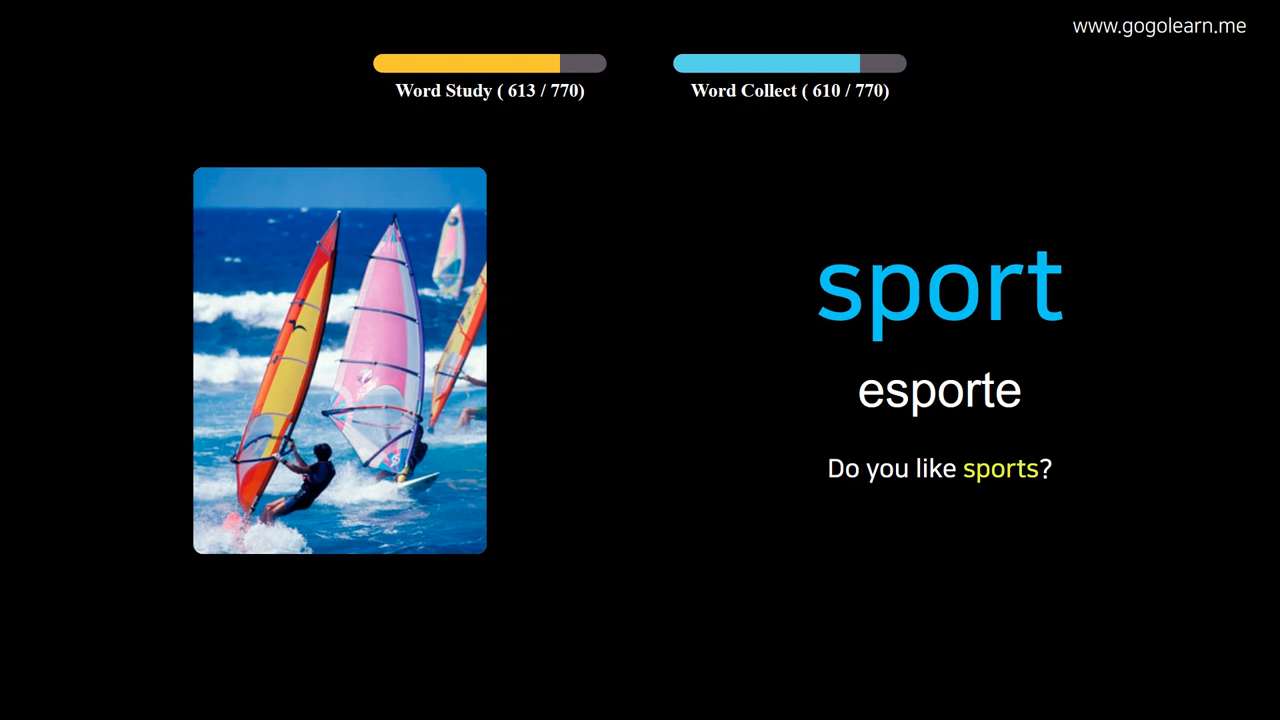 www.gogolearn.me
Word Study ( 613 / 770)
Word Collect ( 610 / 770)
sport
esporte
Do you like sports?